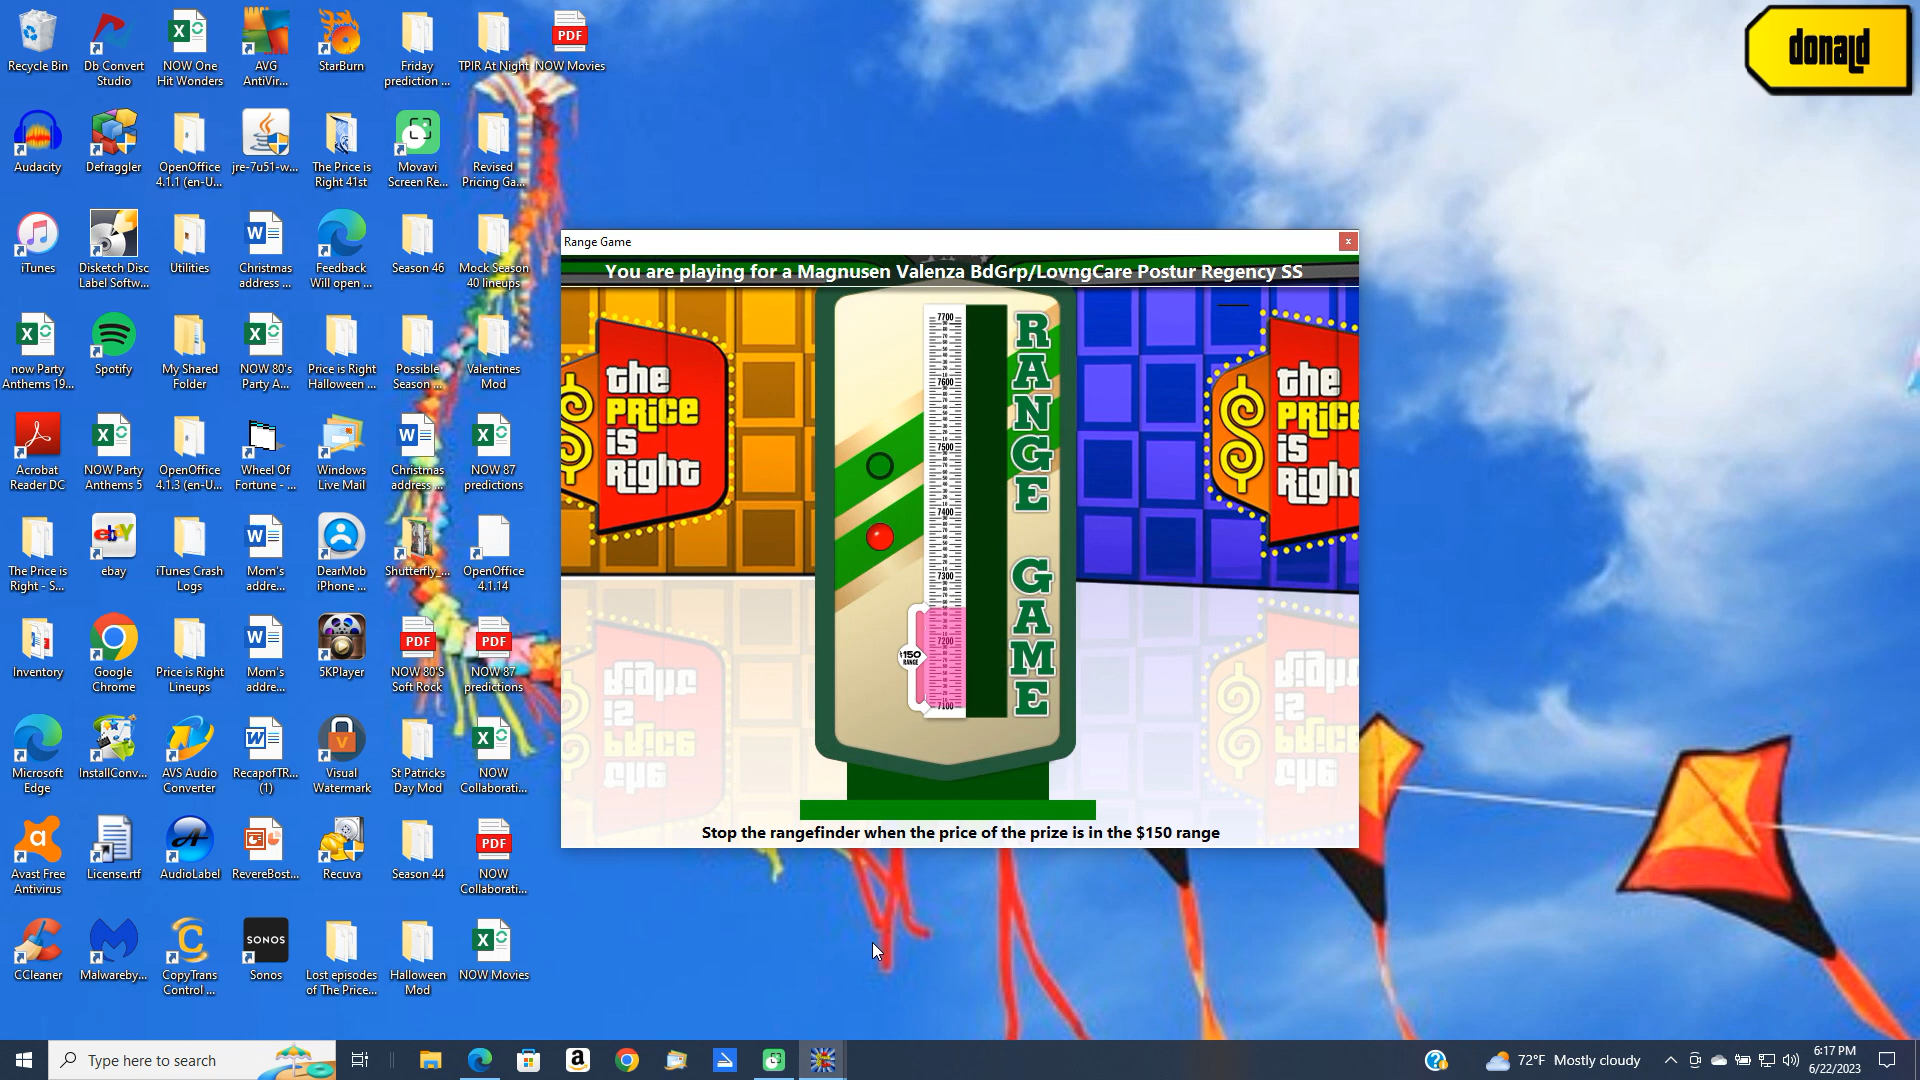 Recycle Bin
Db Convert
Studio
NOW One
Hit Wonders
AVG
AntiVir...
StarBurn
Friday
prediction ...
TPIR At Night
PDF
NOW Movies
donald
Audacity
Defraggler
OpenOffice
4.1.1 (en-U...
jre-7u51-w...
The Price is
Right 41st
Movavi
Screen Re...
Revised
Pricing Ga...
iTunes
Disketch Disc
Label Softw...
Utilities
Christmas
address ...
Feedback
Will open ...
Season 46
Mock Season
40 lineups
now Party
Anthems 19...
Spotify
My Shared
Folder
NOW 80's
Party A...
Price is Right
Halloween ...
Possible
Season ...
Valentines
Mod
Acrobat
Reader DC
NOW Party
Anthems 5
OpenOffice
4.1.3 (en-U...
Wheel Of
Fortune - ...
Windows
Live Mail
Christmas
address ...
NOW 87
predictions
The Price is
Right - S...
ebay
ebay
iTunes Crash
Logs
Mom's
addre...
DearMob
iPhone ...
Shutterfly_...
OpenOffice
4.1.14
Inventory
Google
Chrome
Price is Right
Lineups
Mom's
addre...
5KPlayer
PDF
NOW 80'S
Soft Rock
PDF
NOW 87
predictions
Microsoft
Edge
InstallConv...
AVS Audio
Converter
RecapofTR...
(1)
Visual
Watermark
St Patricks
Day Mod
NOW
Collaborati...
Avast Free
Antivirus
License.rtf
AudioLabel
RevereBost...
Recuva
Season 44
PDF
NOW
Collaborati...
CCleaner
Malwareby...
CopyTrans
Control ...
SONOS
Sonos
Lost episodes
of The Price...
Halloween
Mod
NOW Movies
Range Game
You are playing for a Magnusen Valenza BdGrp/LovngCare Postur Regency SS
the
PRiCe
is
Right
7700
7600
7500
7400
7300
7200
7100
$150
RANGE
RANGE GAME
the
PRiCe
is
Right
Stop the rangefinder when the price of the prize is in the $150 range
Type here to search
72°F Mostly cloudy
6:17 PM
6/22/2023